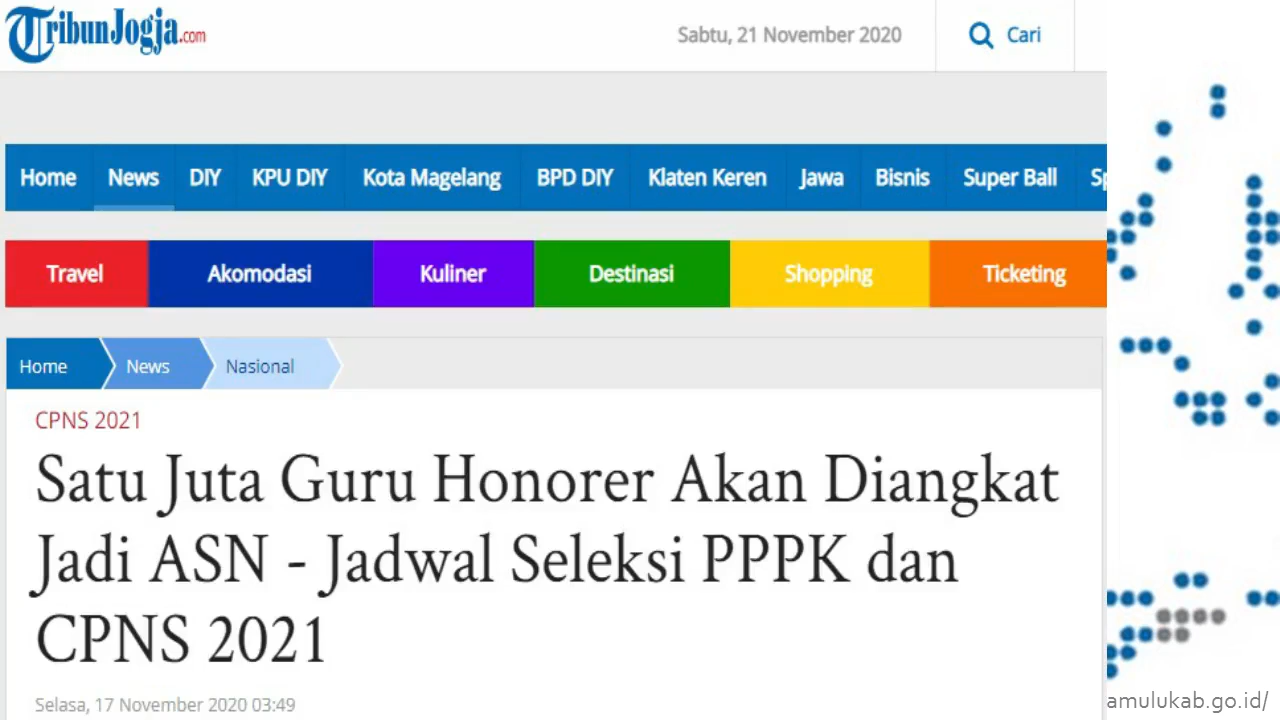 TribunJogja.com
Sabtu, 21 November 2020
Cari
Home News DIY KPU DIY Kota Magelang BPD DIY Klaten Keren Jawa Bisnis Super Ball Sp
Travel Akomodasi Kuliner Destinasi Shopping Ticketing
Home News Nasional
CPNS 2021
Satu Juta Guru Honorer Akan Diangkat
Jadi ASN - Jadwal Seleksi PPPK dan
CPNS 2021
Selasa, 17 November 2020 03:49
amulukab.go.id/